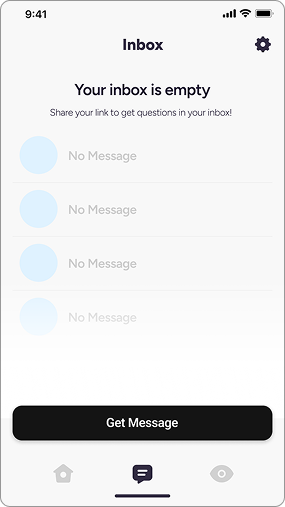 9:41
Inbox
Your inbox is empty
Share your link to get questions in your inbox!
No Message
No Message
No Message
No Message
Get Message